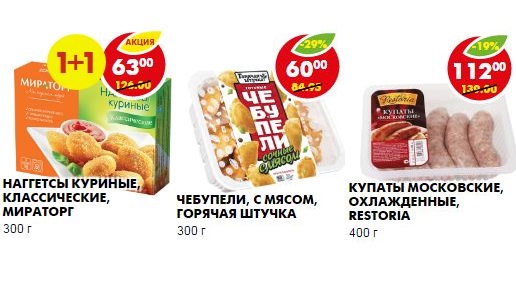 1+1
АКЦИЯ
63 00
126.00
МИРАТОРГ
НАГГЕТСЫ
КУРИНЫЕ
классические
НАГГЕТСЫ КУРИНЫЕ,
КЛАССИЧЕСКИЕ,
МИРАТОРГ
300 г
-29%
60 00
84.95
Горячая
штучка
ГОТОВЫЕ
ЧЕБУПЕЛИ
СОЧНЫЕ
С МЯСОМ
ЧЕБУПЕЛИ, С МЯСОМ,
ГОРЯЧАЯ ШТУЧКА
300 г
-19%
112 00
139.00
Restoria
КУПАТЫ
«МОСКОВСКИЕ»
КУПАТЫ МОСКОВСКИЕ,
ОХЛАЖДЕННЫЕ,
RESTORIA
400 г